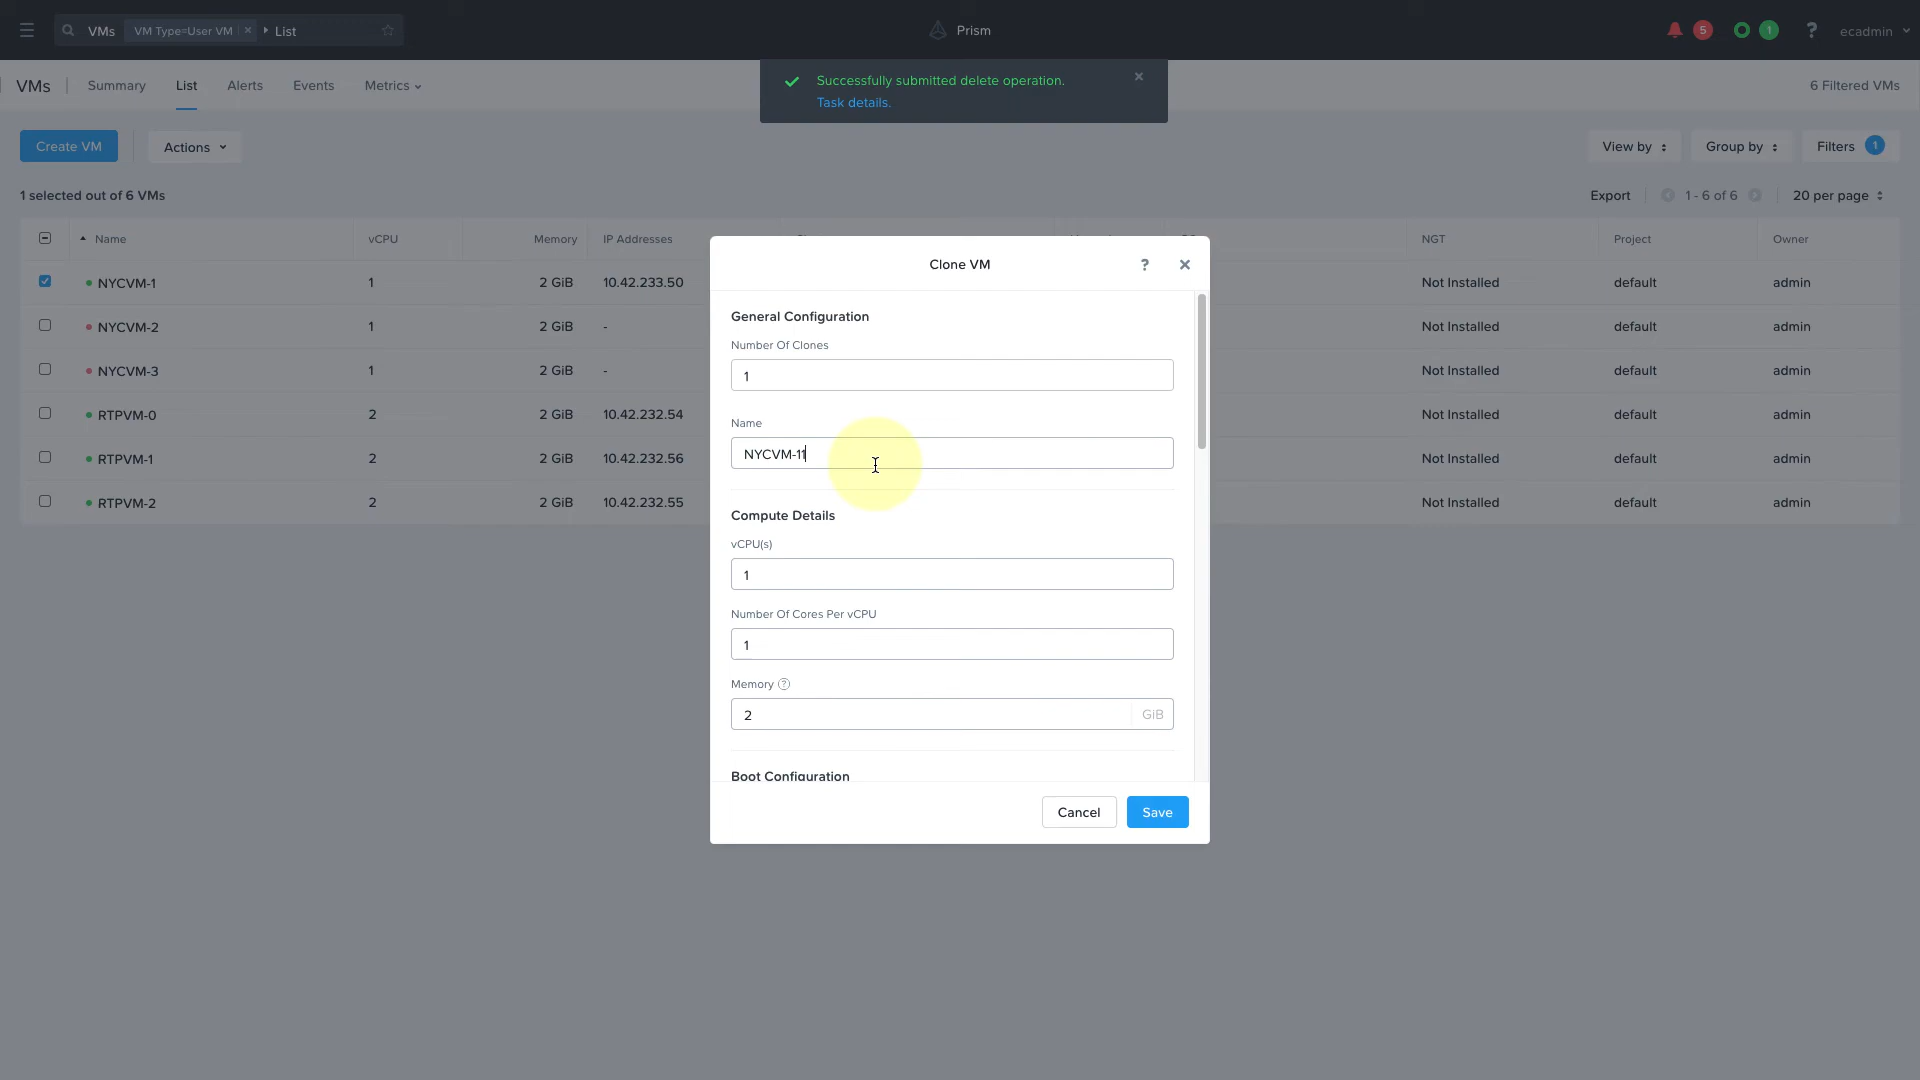 VMs VM Type=User VM × List
Prism
5 1 ? ecadmin
VMs Summary List Alerts Events Metrics
6 Filtered VMs
Successfully submitted delete operation.
Task details.
Create VM Actions
View by Group by Filters 1
1 selected out of 6 VMs
Export 1 - 6 of 6 20 per page
Name vCPU Memory IP Addresses NGT Project Owner
NYCVM-1 1 2 GiB 10.42.233.50 Not Installed default admin
NYCVM-2 1 2 GiB - Not Installed default admin
NYCVM-3 1 2 GiB - Not Installed default admin
RTPVM-0 2 2 GiB 10.42.232.54 Not Installed default admin
RTPVM-1 2 2 GiB 10.42.232.56 Not Installed default admin
RTPVM-2 2 2 GiB 10.42.232.55 Not Installed default admin
Clone VM ? ×
General Configuration
Number Of Clones
1
Name
NYCVM-11
Compute Details
vCPU(s)
1
Number Of Cores Per vCPU
1
Memory ?
2 GiB
Boot Configuration
Cancel Save